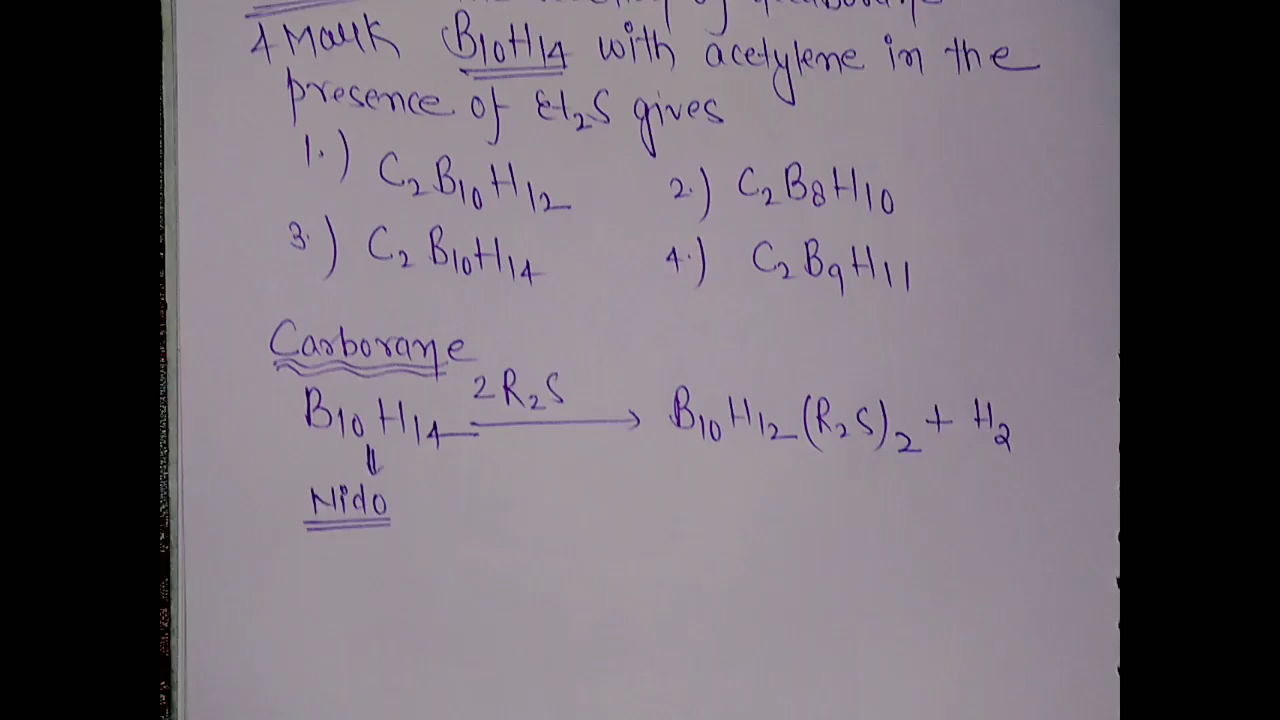 4 Mark B10H14 with acetylene in the
presence of Et2S gives
1.) C2B10H12 2.) C2B8H10
3.) C2B10H14 4.) C2B9H11
Carborane
B10H14 2R2S → B10H12(R2S)2 + H2
Nido